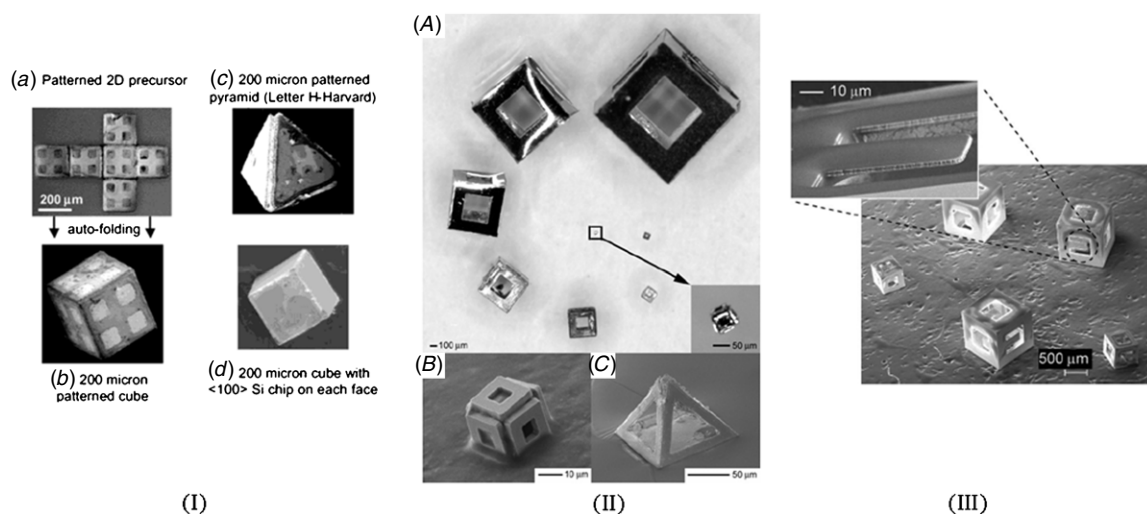 (a) Patterned 2D precursor
200 μm
auto-folding
(b) 200 micron
patterned cube
(c) 200 micron patterned
pyramid (Letter H-Harvard)
(d) 200 micron cube with
<100> Si chip on each face
(I)
(A)
100 μm
50 μm
(B)
10 μm
(C)
50 μm
(II)
10 μm
500 μm
(III)